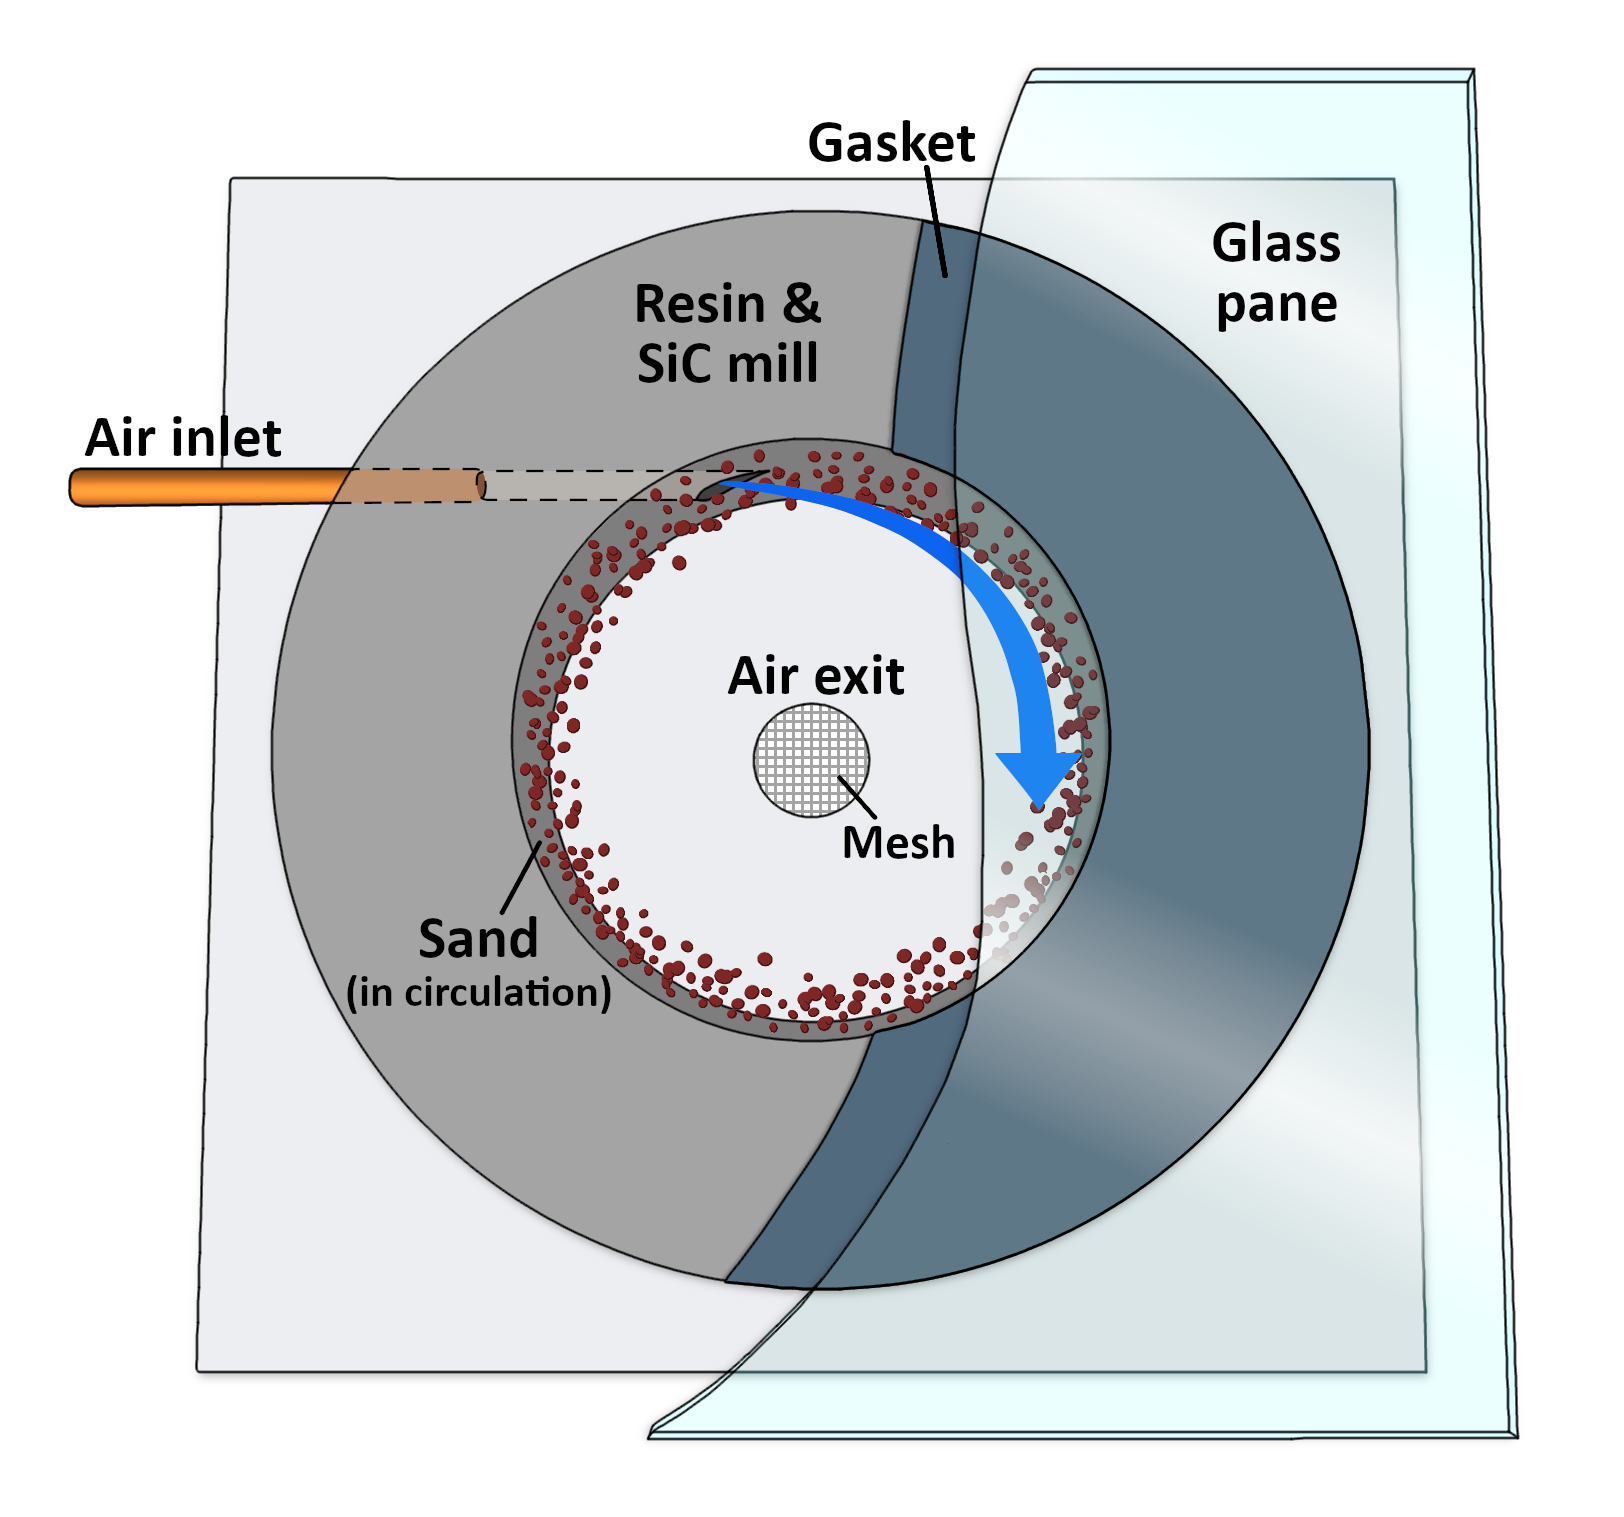 Gasket
Glass
pane
Resin &
SiC mill
Air inlet
Air exit
Mesh
Sand
(in circulation)